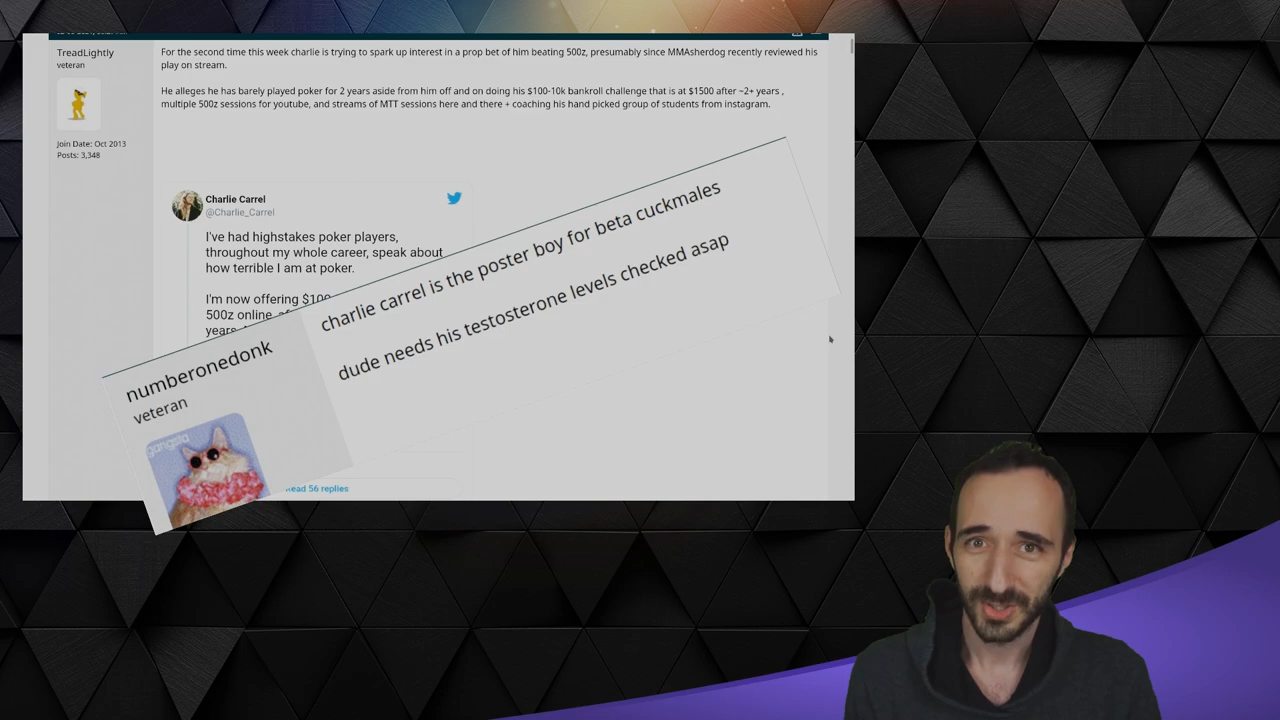 TreadLightly
veteran
Join Date: Oct 2013
Posts: 3,348
For the second time this week charlie is trying to spark up interest in a prop bet of him beating 500z, presumably since MMAsherdog recently reviewed his
play on stream.
He alleges he has barely played poker for 2 years aside from him off and on doing his $100-10k bankroll challenge that is at $1500 after ~2+ years ,
multiple 500z sessions for youtube, and streams of MTT sessions here and there + coaching his hand picked group of students from instagram.
Charlie Carrel
@Charlie_Carrel
I've had highstakes poker players,
throughout my whole career, speak about
how terrible I am at poker.
I'm now offering $100
500z online,
years.
Read 56 replies
numberonedonk
veteran
gangsta
charlie carrel is the poster boy for beta cuckmales
dude needs his testosterone levels checked asap